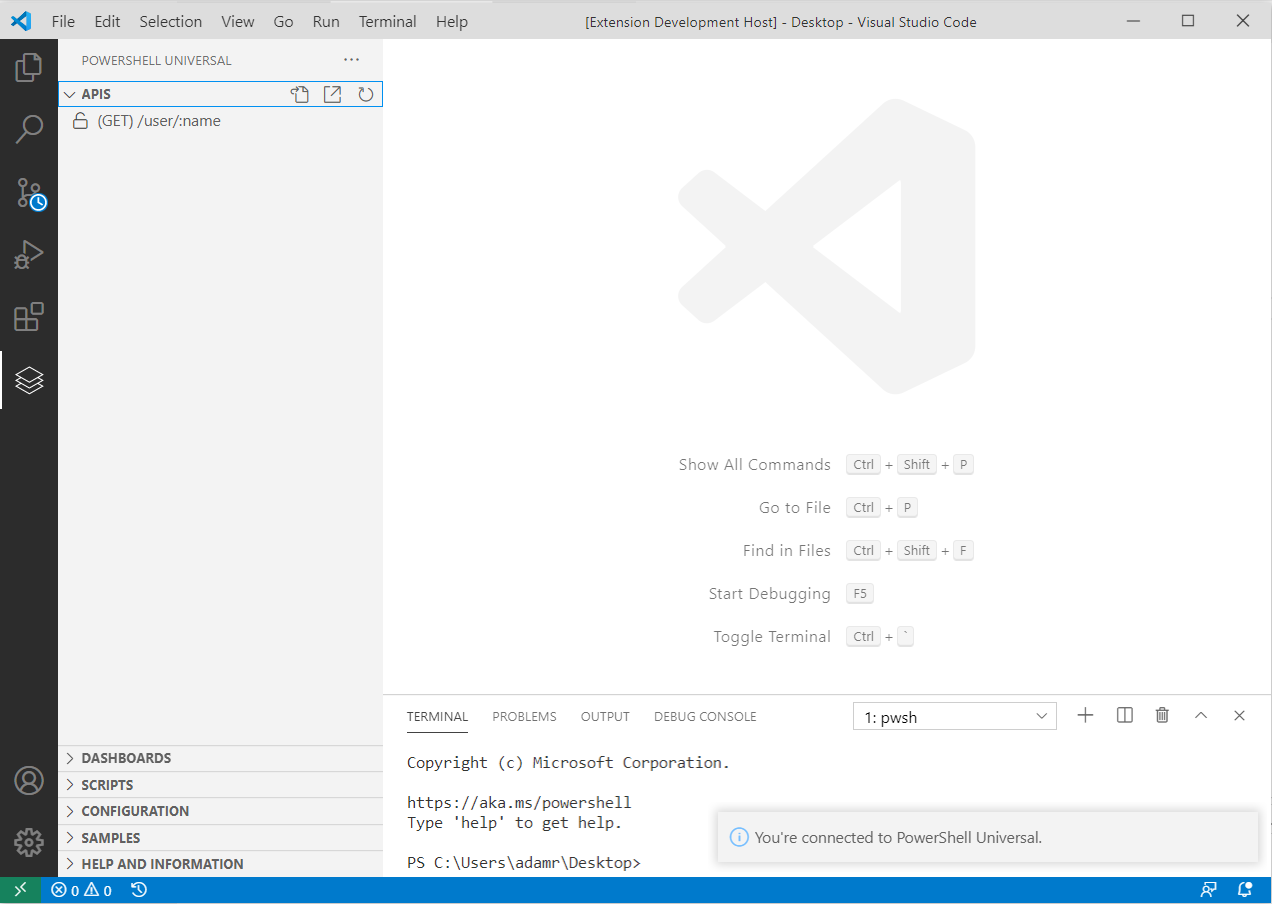 File Edit Selection View Go Run Terminal Help [Extension Development Host] - Desktop - Visual Studio Code
POWERSHELL UNIVERSAL ···
APIS
(GET) /user/:name
Show All Commands Ctrl + Shift + P
Go to File Ctrl + P
Find in Files Ctrl + Shift + F
Start Debugging F5
Toggle Terminal Ctrl + `
DASHBOARDS
SCRIPTS
CONFIGURATION
SAMPLES
HELP AND INFORMATION
TERMINAL PROBLEMS OUTPUT DEBUG CONSOLE 1: pwsh
Copyright (c) Microsoft Corporation.
https://aka.ms/powershell
Type 'help' to get help.
PS C:\Users\adamr\Desktop>
You're connected to PowerShell Universal.
0 0